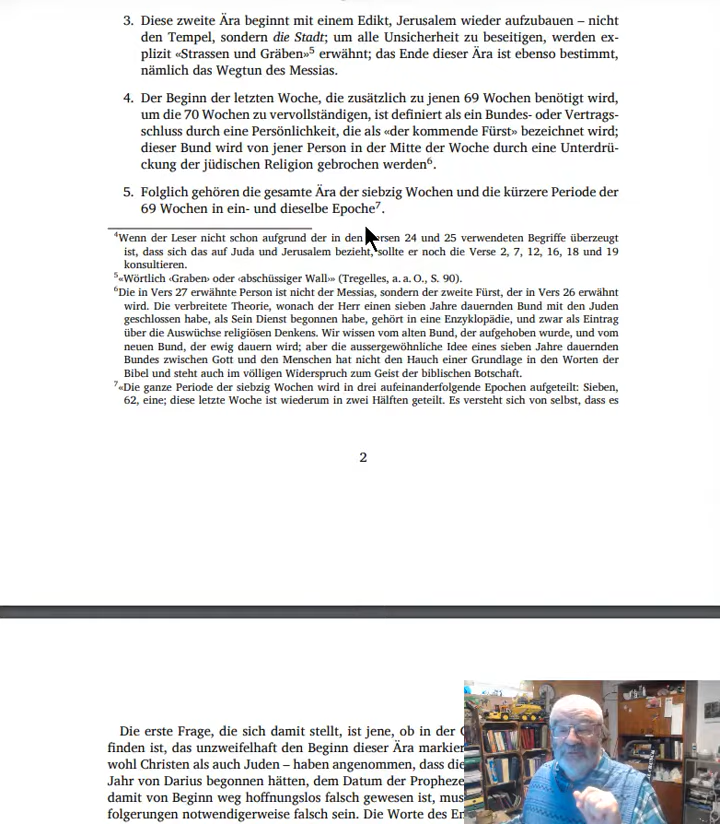 3. Diese zweite Ära beginnt mit einem Edikt, Jerusalem wieder aufzubauen – nicht
den Tempel, sondern die Stadt; um alle Unsicherheit zu beseitigen, werden ex-
plizit «Strassen und Gräben»⁵ erwähnt; das Ende dieser Ära ist ebenso bestimmt,
nämlich das Wegtun des Messias.
4. Der Beginn der letzten Woche, die zusätzlich zu jenen 69 Wochen benötigt wird,
um die 70 Wochen zu vervollständigen, ist definiert als ein Bundes- oder Vertrags-
schluss durch eine Persönlichkeit, die als «der kommende Fürst» bezeichnet wird;
dieser Bund wird von jener Person in der Mitte der Woche durch eine Unterdrü-
ckung der jüdischen Religion gebrochen werden⁶.
5. Folglich gehören die gesamte Ära der siebzig Wochen und die kürzere Periode der
69 Wochen in ein- und dieselbe Epoche⁷.
⁴Wenn der Leser nicht schon aufgrund der in den ersen 24 und 25 verwendeten Begriffe überzeugt
ist, dass sich das auf Juda und Jerusalem bezieht, sollte er noch die Verse 2, 7, 12, 16, 18 und 19
konsultieren.
⁵«Wörtlich ‹Graben› oder ‹abschüssiger Wall›» (Tregelles, a. a. O., S. 90).
⁶Die in Vers 27 erwähnte Person ist nicht der Messias, sondern der zweite Fürst, der in Vers 26 erwähnt
wird. Die verbreitete Theorie, wonach der Herr einen sieben Jahre dauernden Bund mit den Juden
geschlossen habe, als Sein Dienst begonnen habe, gehört in eine Enzyklopädie, und zwar als Eintrag
über die Auswüchse religiösen Denkens. Wir wissen vom alten Bund, der aufgehoben wurde, und vom
neuen Bund, der ewig dauern wird; aber die aussergewöhnliche Idee eines sieben Jahre dauernden
Bundes zwischen Gott und den Menschen hat nicht den Hauch einer Grundlage in den Worten der
Bibel und steht auch im völligen Widerspruch zum Geist der biblischen Botschaft.
⁷«Die ganze Periode der siebzig Wochen wird in drei aufeinanderfolgende Epochen aufgeteilt: Sieben,
62, eine; diese letzte Woche ist wiederum in zwei Hälften geteilt. Es versteht sich von selbst, dass es
2
Die erste Frage, die sich damit stellt, ist jene, ob in der
finden ist, das unzweifelhaft den Beginn dieser Ära markier
wohl Christen als auch Juden – haben angenommen, dass die
Jahr von Darius begonnen hätten, dem Datum der Propheze
damit von Beginn weg hoffnungslos falsch gewesen ist, mus
folgerungen notwendigerweise falsch sein. Die Worte des En